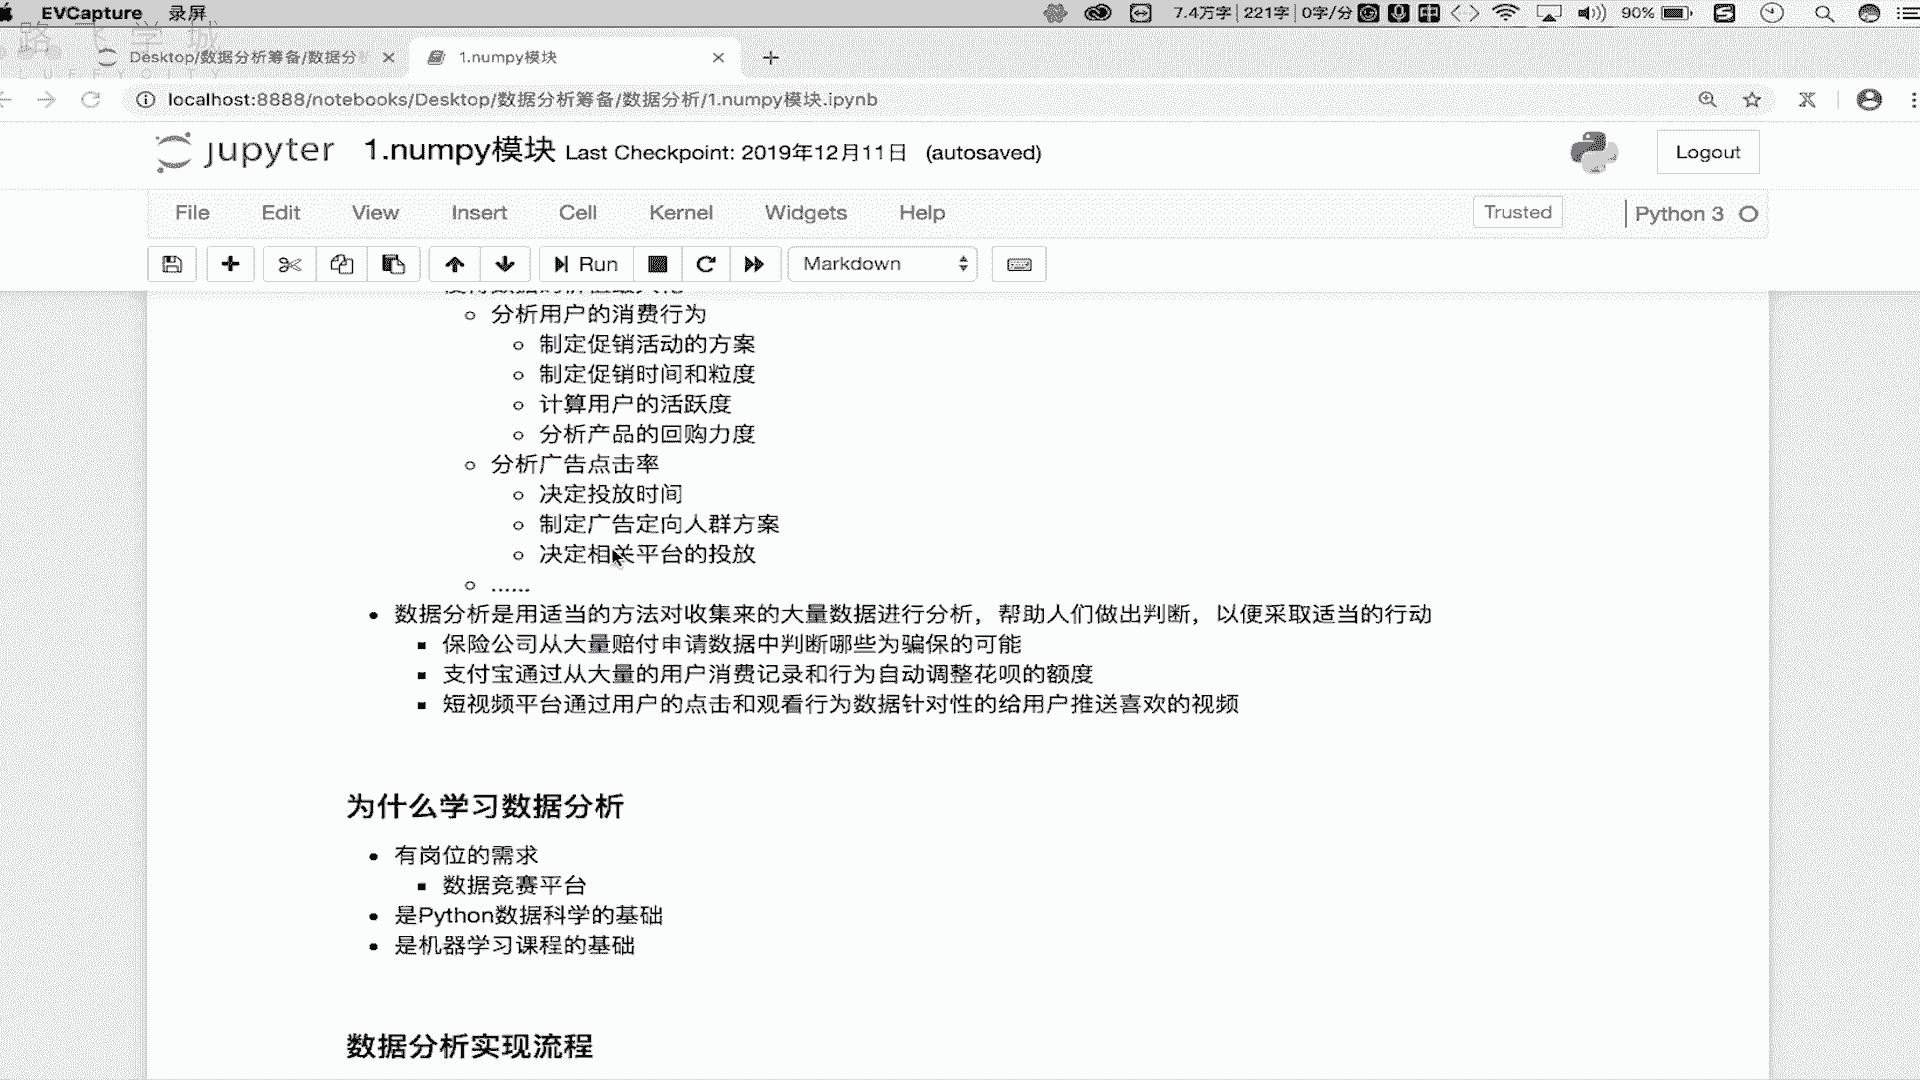 EVCapture 录屏 7.4万字 221字 0字/分 中 90%
路飞学城
LUFFYCITY
Desktop/数据分析筹备/数据分 1.numpy模块
localhost:8888/notebooks/Desktop/数据分析筹备/数据分析/1.numpy模块.ipynb
jupyter 1.numpy模块 Last Checkpoint: 2019年12月11日 (autosaved) Logout
File Edit View Insert Cell Kernel Widgets Help Trusted Python 3
Run Markdown
分析用户的消费行为
制定促销活动的方案
制定促销时间和粒度
计算用户的活跃度
分析产品的回购力度
分析广告点击率
决定投放时间
制定广告定向人群方案
决定相关平台的投放
......
数据分析是用适当的方法对收集来的大量数据进行分析，帮助人们做出判断，以便采取适当的行动
保险公司从大量赔付申请数据中判断哪些为骗保的可能
支付宝通过从大量的用户消费记录和行为自动调整花呗的额度
短视频平台通过用户的点击和观看行为数据针对性的给用户推送喜欢的视频
为什么学习数据分析
有岗位的需求
数据竞赛平台
是Python数据科学的基础
是机器学习课程的基础
数据分析实现流程